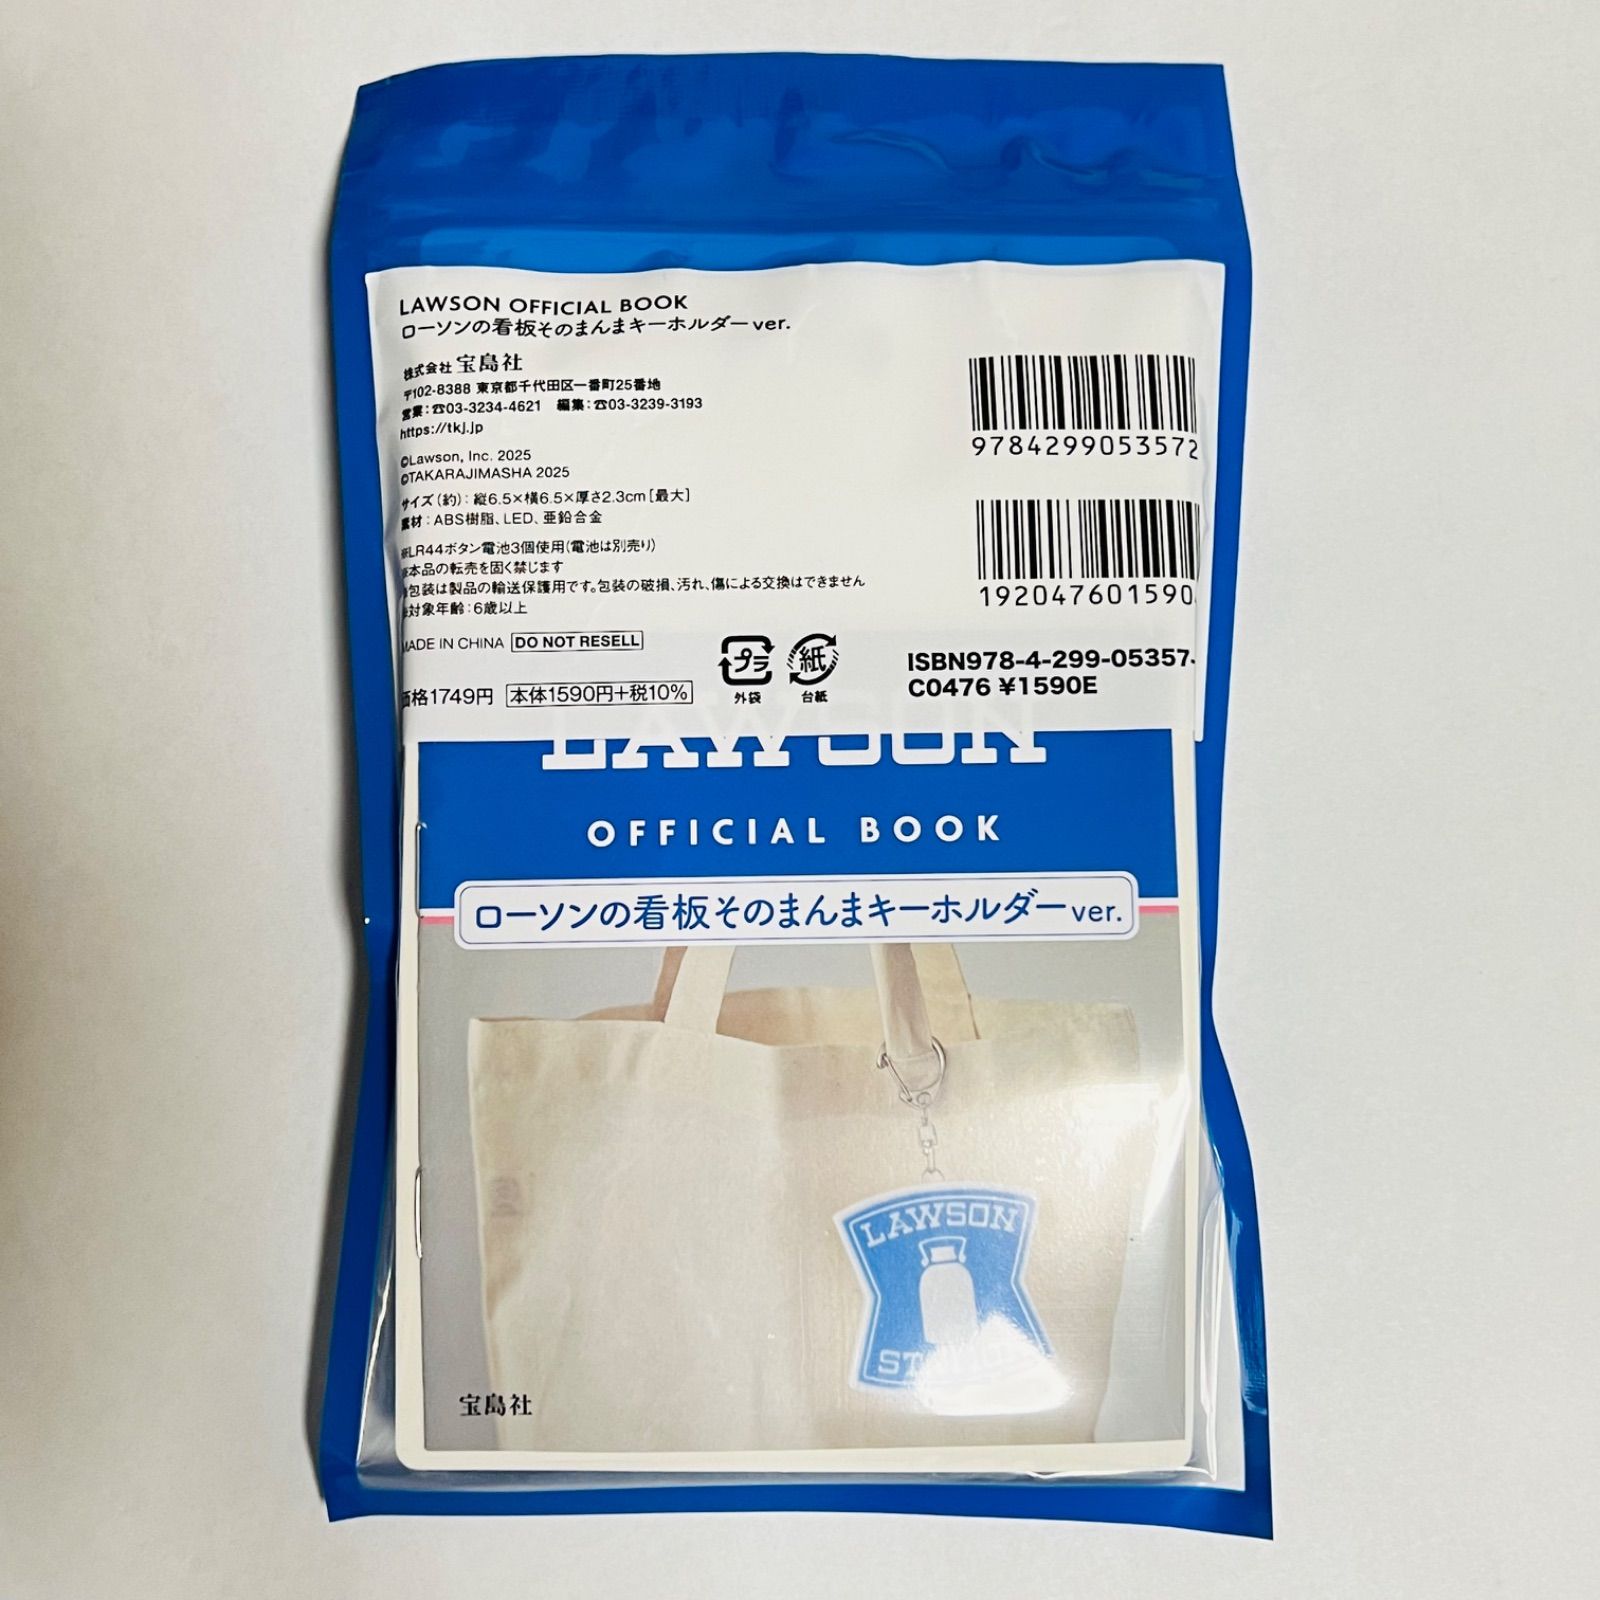 LAWSON OFFICIAL BOOK
ローソンの看板そのまんまキーホルダーver.
株式会社 宝島社
〒102-8388 東京都千代田区一番町25番地
営業:☎03-3234-4621 編集:☎03-3239-3193
https://tkj.jp
©Lawson, Inc. 2025
©TAKARAJIMASHA 2025
サイズ(約):縦6.5×横6.5×厚さ2.3cm[最大]
素材:ABS樹脂、LED、亜鉛合金
※LR44ボタン電池3個使用(電池は別売り)
※本品の転売を固く禁じます
※包装は製品の輸送保護用です。包装の破損、汚れ、傷による交換はできません
※対象年齢:6歳以上
MADE IN CHINA DO NOT RESELL
価格1749円 本体1590円+税10%
プラ
外袋
紙
台紙
9784299053572
192047601590
ISBN978-4-299-05357-
C0476 ¥1590E
LAWSON
OFFICIAL BOOK
ローソンの看板そのまんまキーホルダーver.
LAWSON
宝島社